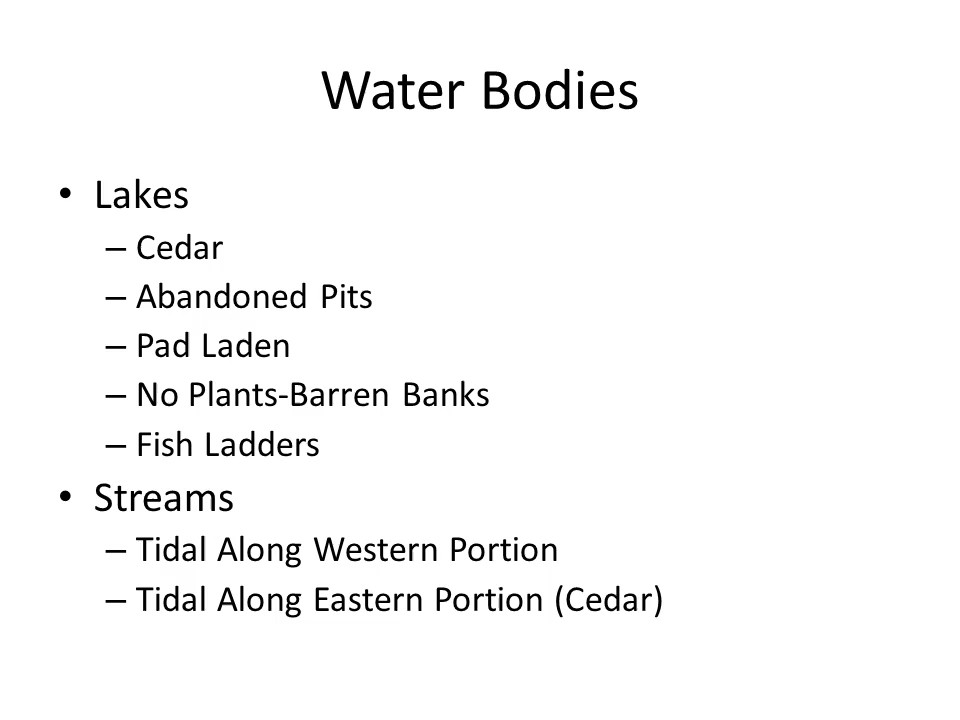 Water Bodies
• Lakes
– Cedar
– Abandoned Pits
– Pad Laden
– No Plants-Barren Banks
– Fish Ladders
• Streams
– Tidal Along Western Portion
– Tidal Along Eastern Portion (Cedar)